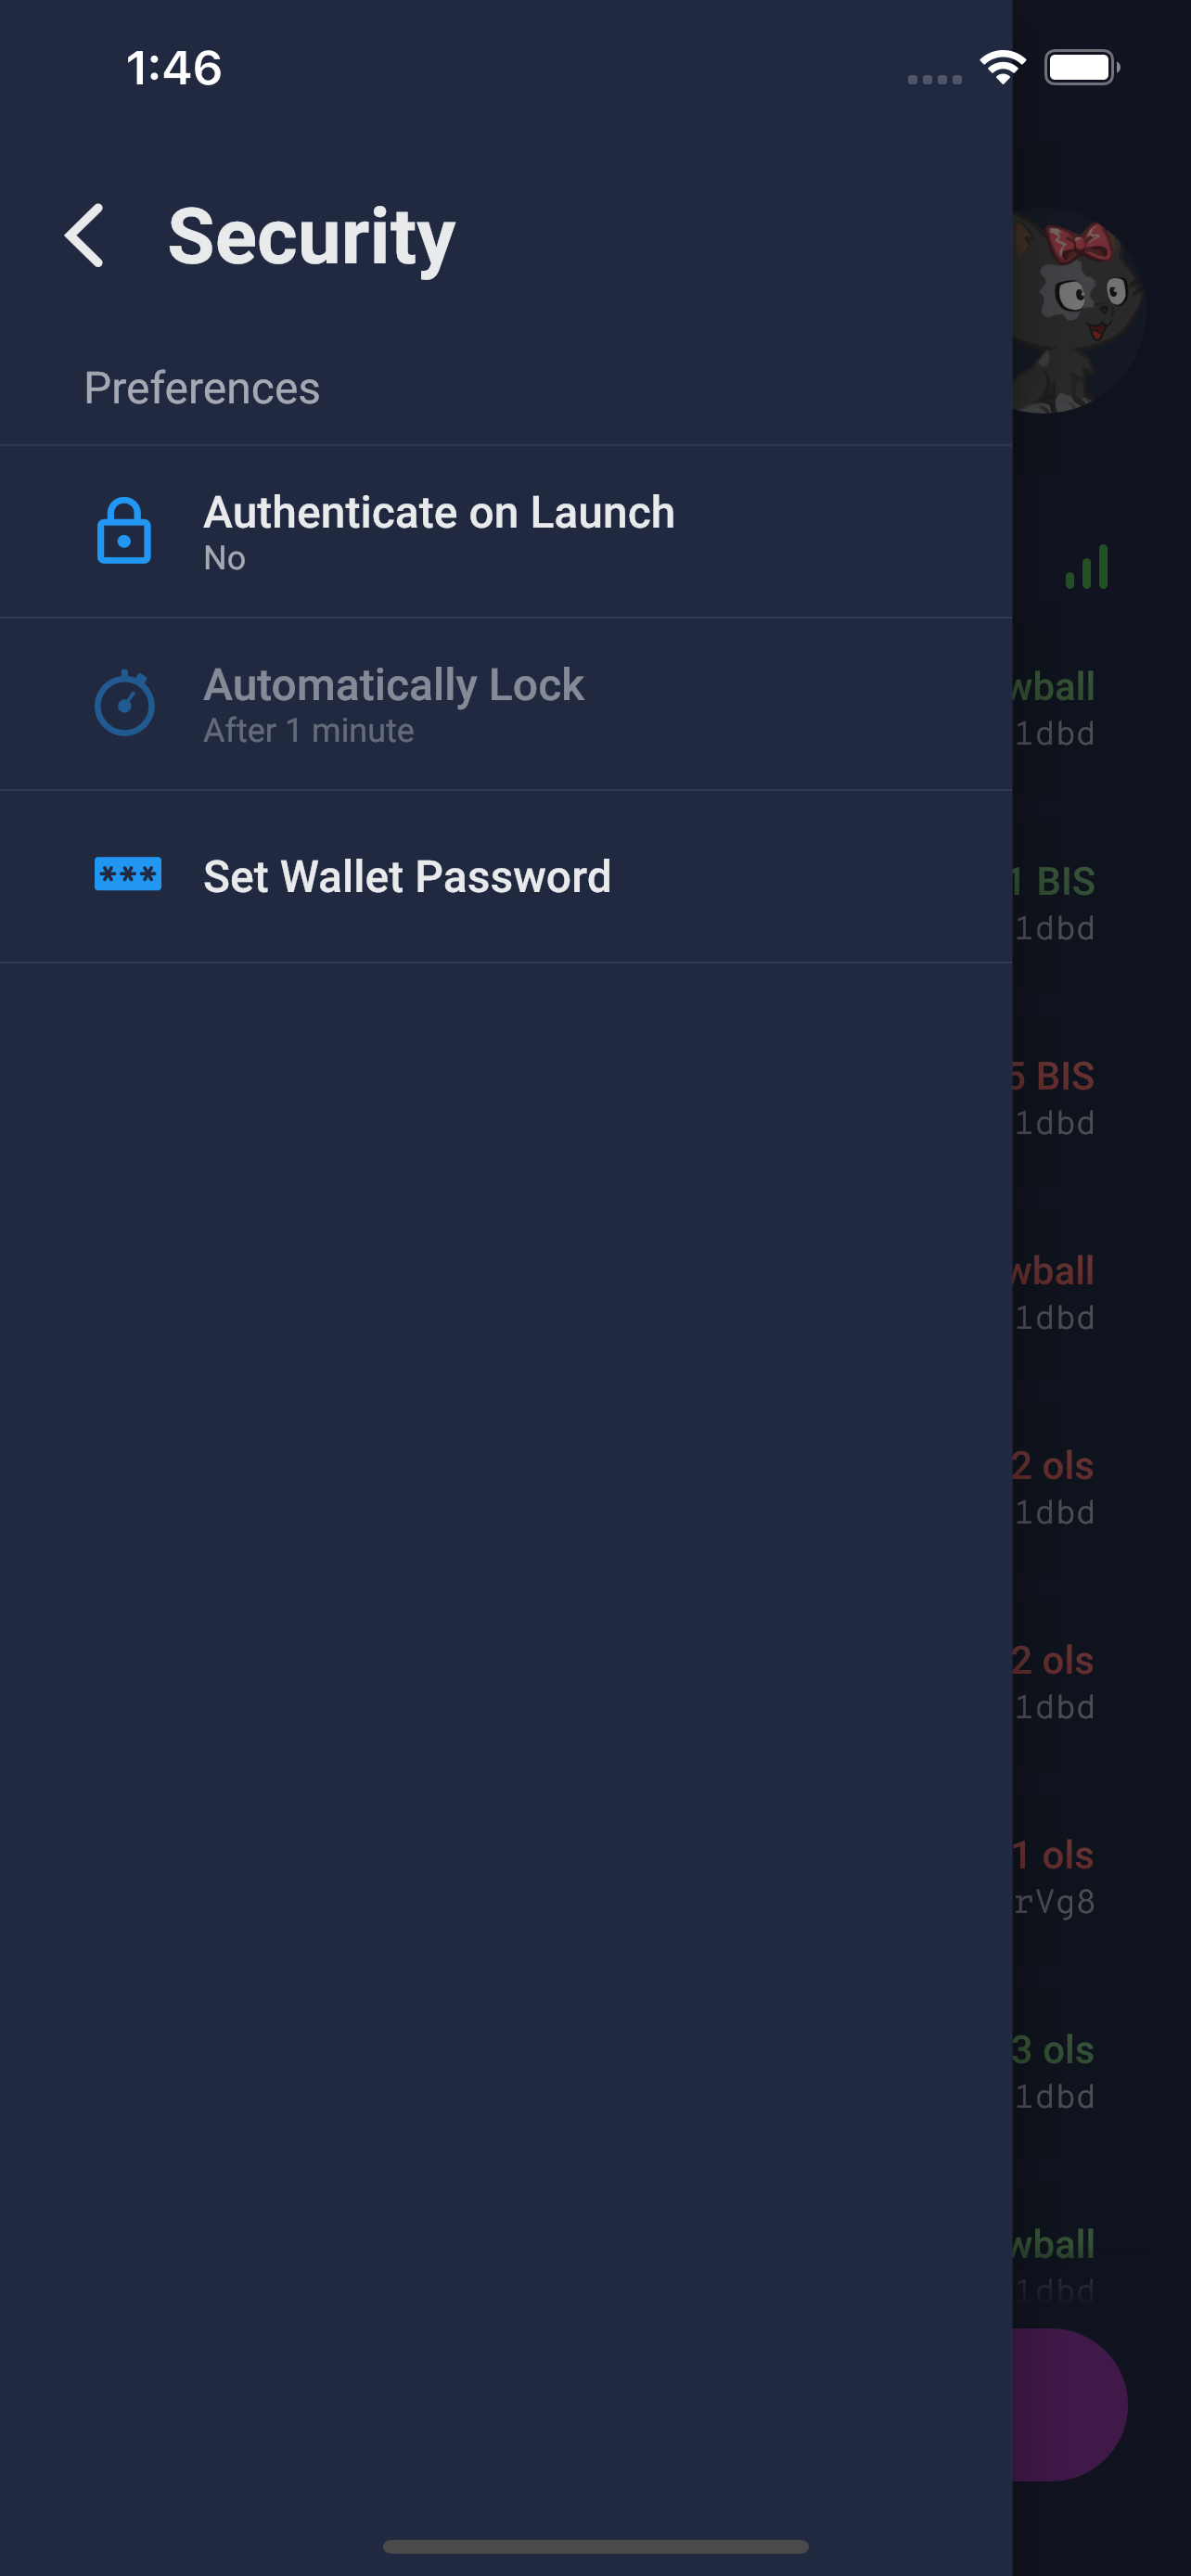 1:46
Security
Preferences
Authenticate on Launch
No
Automatically Lock
After 1 minute
Set Wallet Password
wball
1dbd
1 BIS
1dbd
5 BIS
1dbd
wball
1dbd
2 ols
1dbd
2 ols
1dbd
1 ols
rVg8
3 ols
1dbd
wball
1dbd